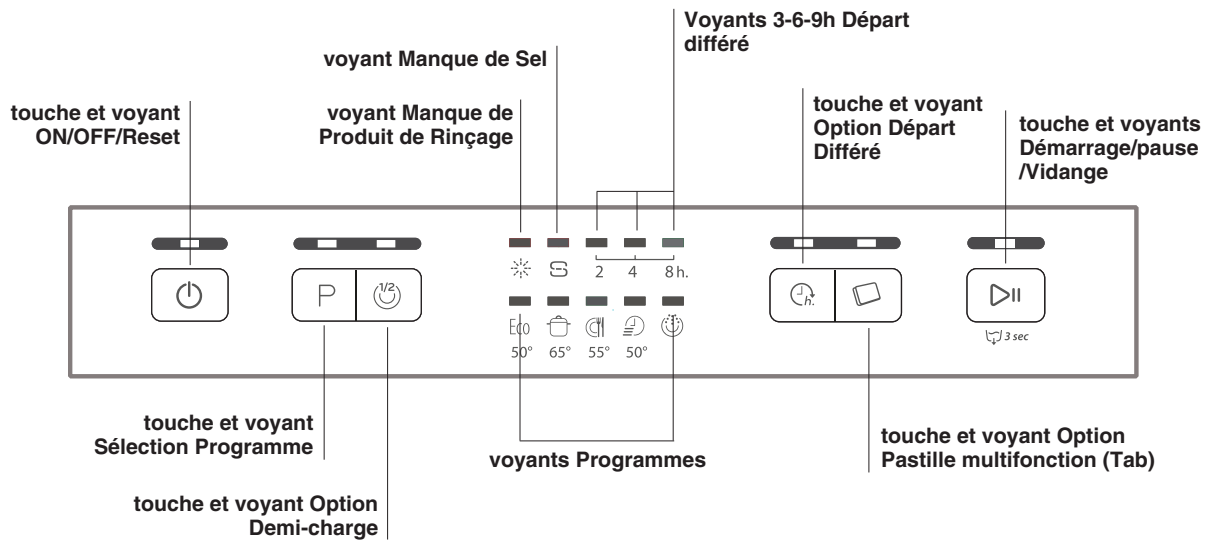 Voyants 3-6-9h Départ
différé
voyant Manque de Sel
touche et voyant
ON/OFF/Reset
voyant Manque de
Produit de Rinçage
touche et voyant
Option Départ
Différé
touche et voyants
Démarrage/pause
/Vidange
2 4 8 h.
P 1/2 h.
Eco
50° 65° 55° 50°
3 sec
touche et voyant
Sélection Programme
voyants Programmes
touche et voyant Option
Pastille multifonction (Tab)
touche et voyant Option
Demi-charge